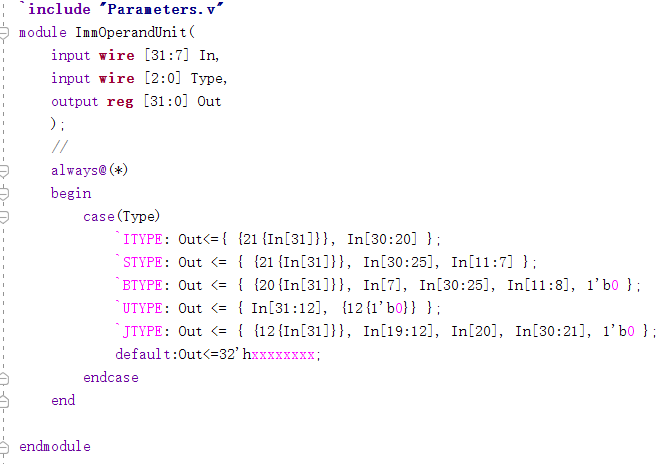 `include "Parameters.v"
module ImmOperandUnit(
    input wire [31:7] In,
    input wire [2:0] Type,
    output reg [31:0] Out
    );
    //
    always@(*)
    begin
        case(Type)
            `ITYPE: Out<={ {21{In[31]}}, In[30:20] };
            `STYPE: Out <= { {21{In[31]}}, In[30:25], In[11:7] };
            `BTYPE: Out <= { {20{In[31]}}, In[7], In[30:25], In[11:8], 1'b0 };
            `UTYPE: Out <= { In[31:12], {12{1'b0}} };
            `JTYPE: Out <= { {12{In[31]}}, In[19:12], In[20], In[30:21], 1'b0 };
            default:Out<=32'hxxxxxxxx;
        endcase
    end
endmodule